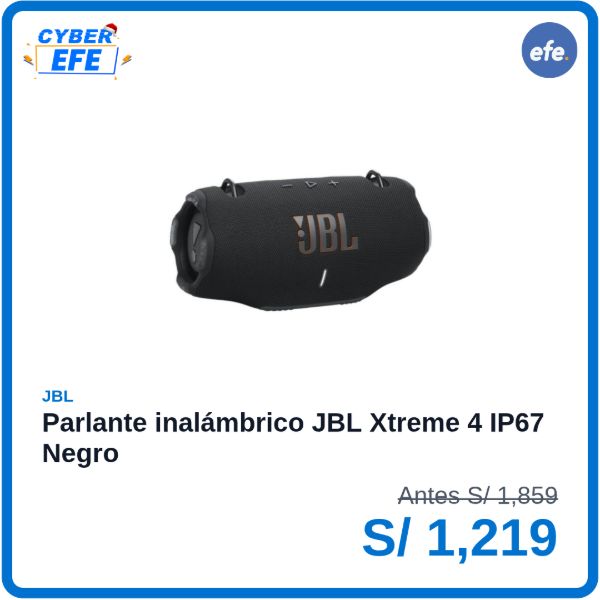 CYBER
EFE
efe.
JBL
JBL
Parlante inalámbrico JBL Xtreme 4 IP67
Negro
Antes S/ 1,859
S/ 1,219